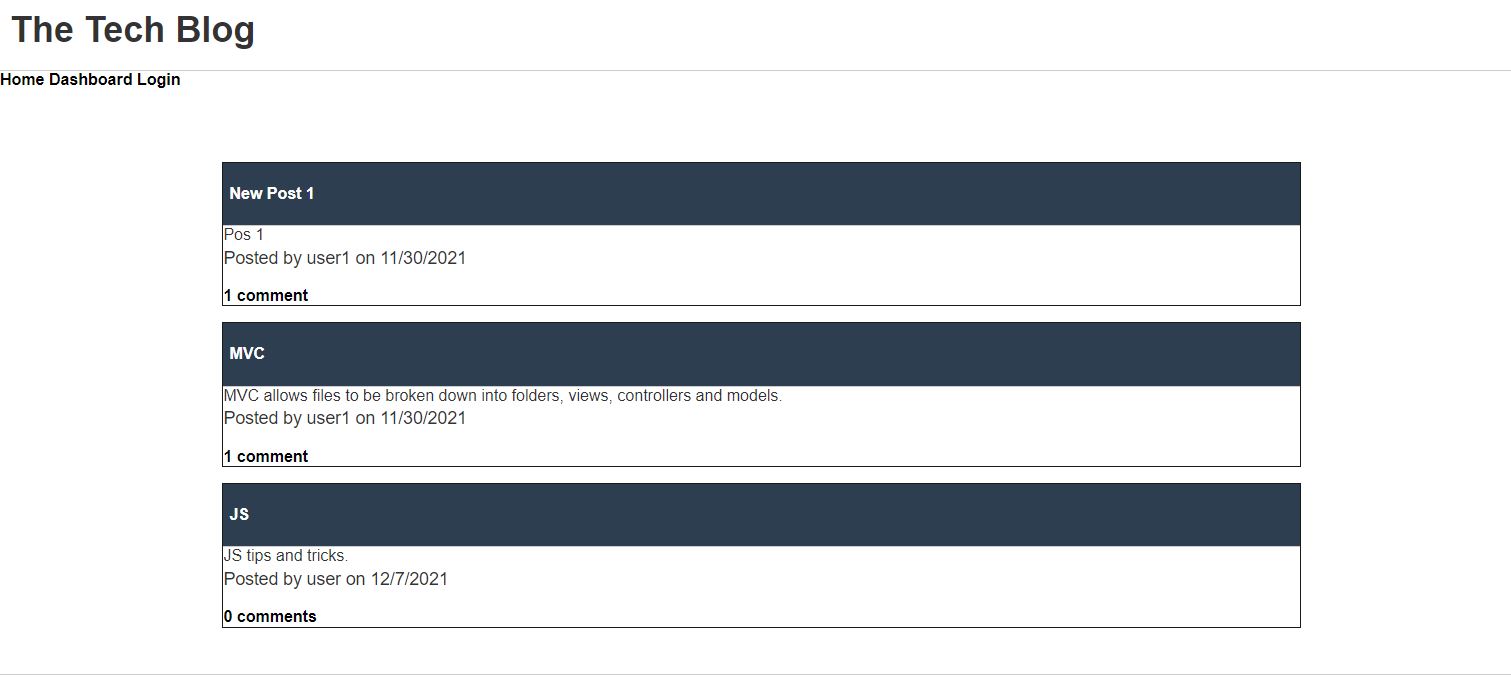 The Tech Blog
Home Dashboard Login
New Post 1
Pos 1
Posted by user1 on 11/30/2021
1 comment
MVC
MVC allows files to be broken down into folders, views, controllers and models.
Posted by user1 on 11/30/2021
1 comment
JS
JS tips and tricks.
Posted by user on 12/7/2021
0 comments